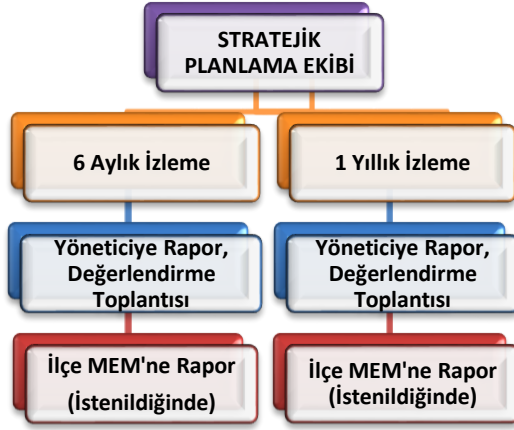 STRATEJİK
PLANLAMA EKİBİ
6 Aylık İzleme
1 Yıllık İzleme
Yöneticiye Rapor,
Değerlendirme
Toplantısı
Yöneticiye Rapor,
Değerlendirme
Toplantısı
İlçe MEM'ne Rapor
(İstenildiğinde)
İlçe MEM'ne Rapor
(İstenildiğinde)